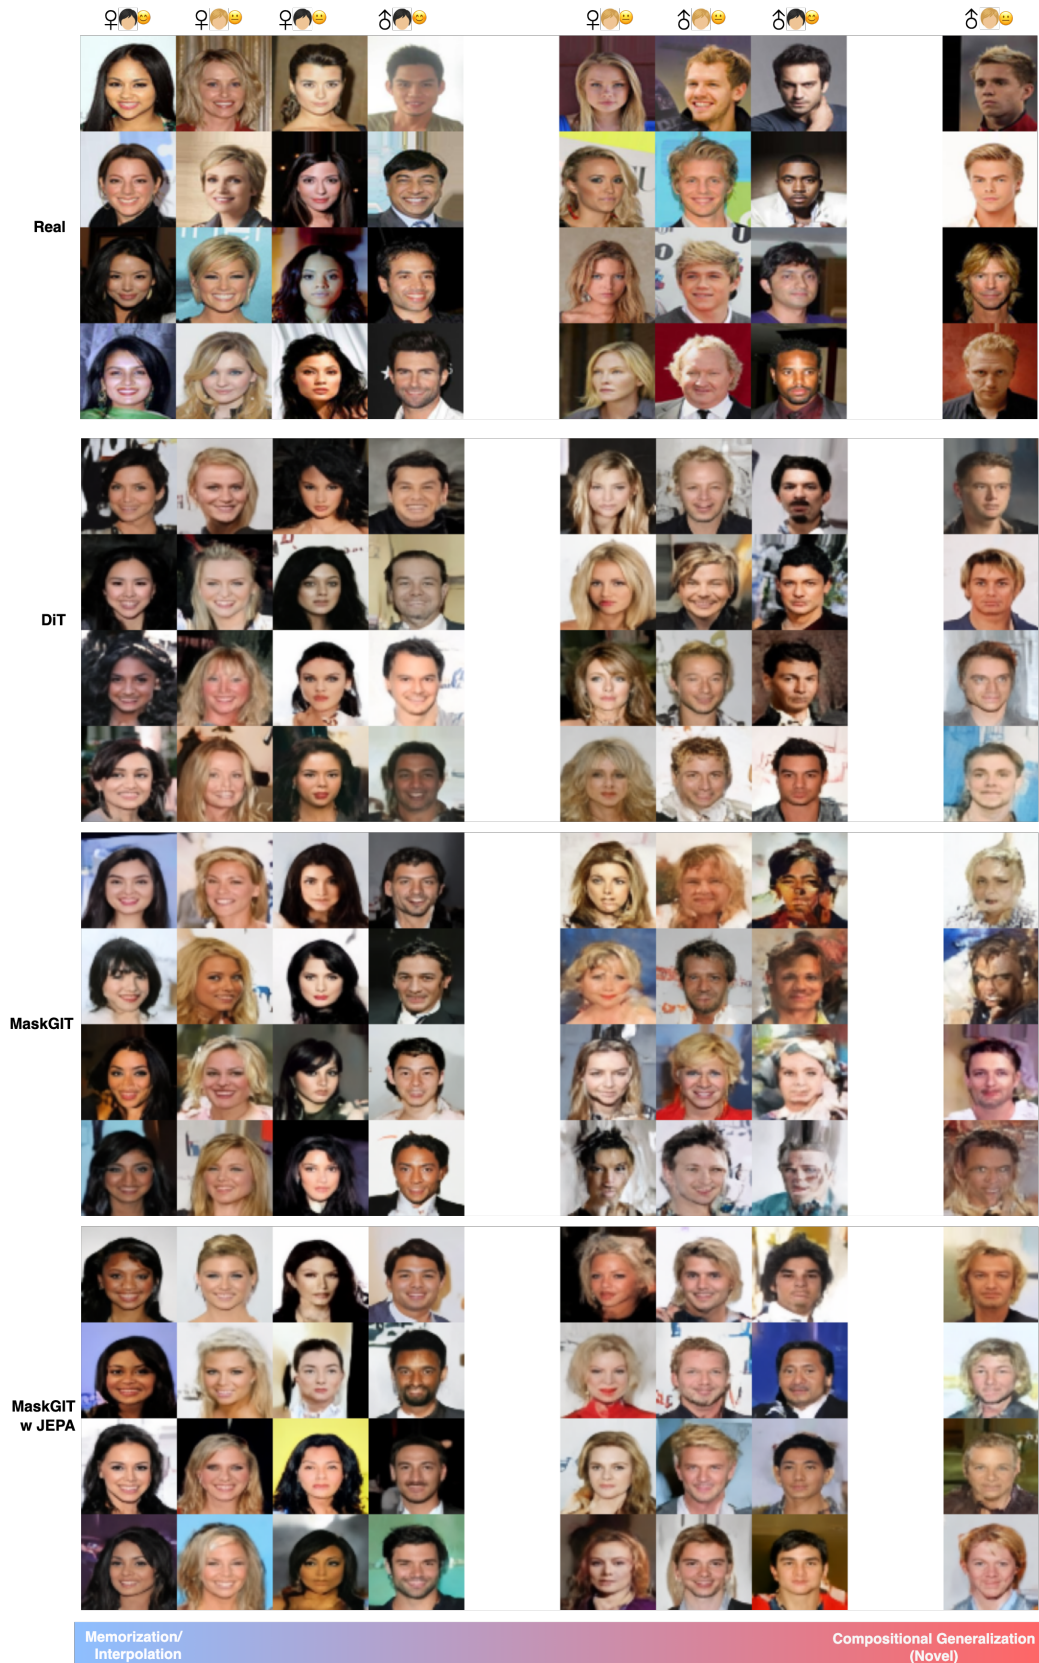 ♀🧑🏻😊 ♀🧑🏼😐 ♀🧑🏻😐 ♂🧑🏻😊 ♀🧑🏼😐 ♂🧑🏼😐 ♂🧑🏻😊 ♂🧑🏼😐
Real
DiT
MaskGIT
MaskGIT
w JEPA
Memorization/
Interpolation
Compositional Generalization
(Novel)